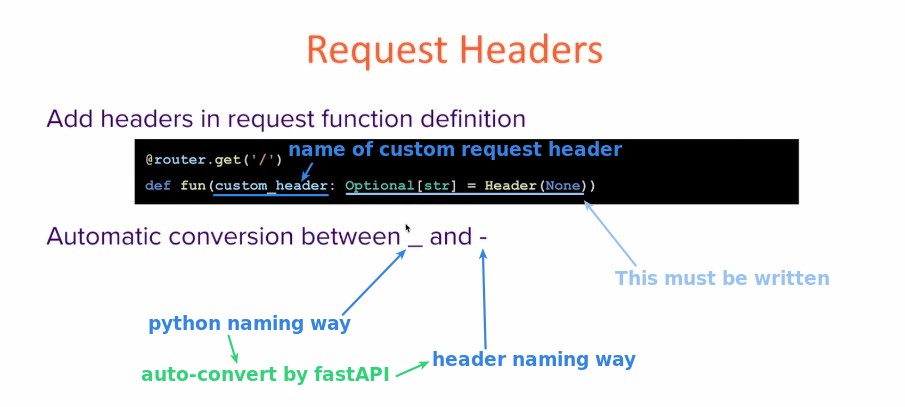 Request Headers
Add headers in request function definition
name of custom request header
@router.get('/')
def fun(custom_header: Optional[str] = Header(None))
Automatic conversion between _ and -
This must be written
python naming way
header naming way
auto-convert by fastAPI